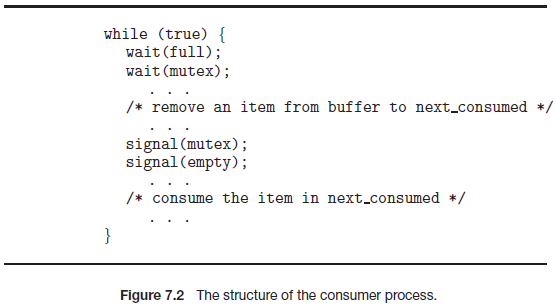 while (true) {
wait(full);
wait(mutex);
. . .
/* remove an item from buffer to next_consumed */
. . .
signal(mutex);
signal(empty);
. . .
/* consume the item in next_consumed */
. . .
}
Figure 7.2 The structure of the consumer process.